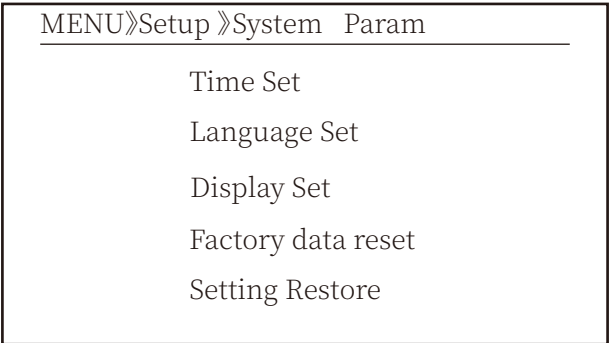 MENU》Setup 》System Param
Time Set
Language Set
Display Set
Factory data reset
Setting Restore